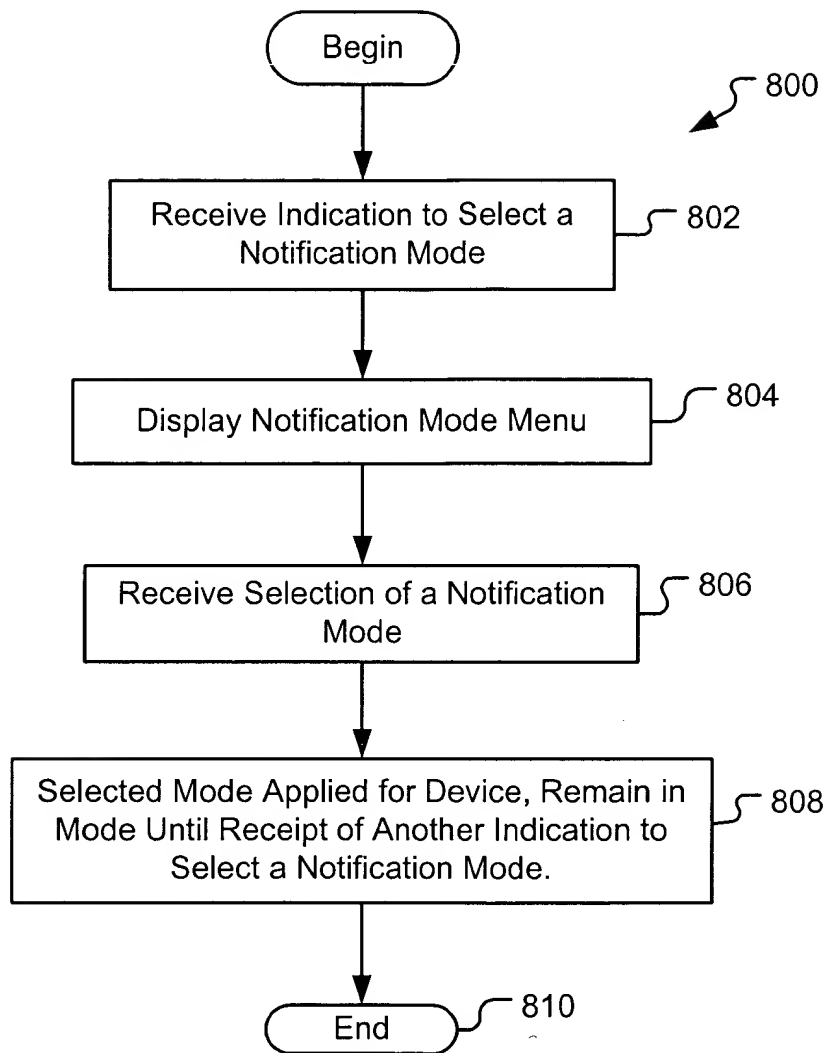 Begin
800
Receive Indication to Select a
Notification Mode
802
Display Notification Mode Menu
804
Receive Selection of a Notification
Mode
806
Selected Mode Applied for Device, Remain in
Mode Until Receipt of Another Indication to
Select a Notification Mode.
808
End
810